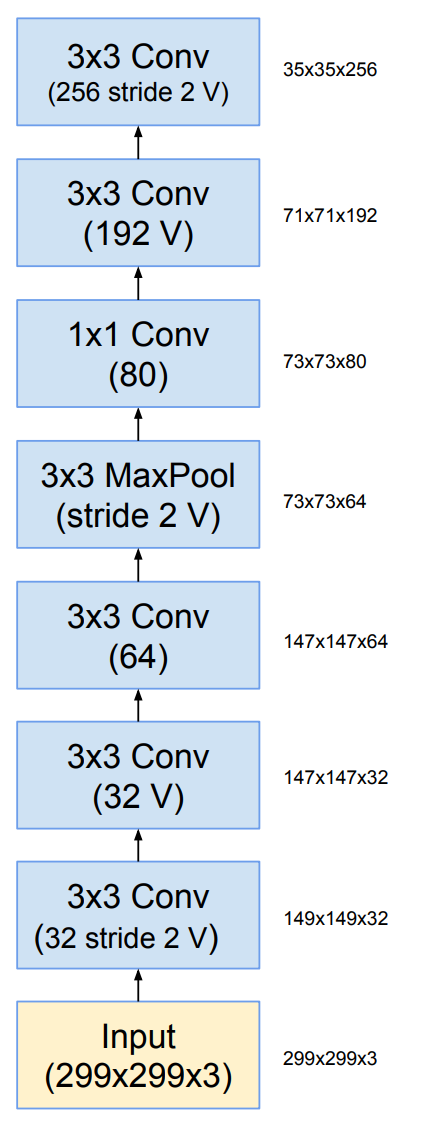 3x3 Conv
(256 stride 2 V)
35x35x256
3x3 Conv
(192 V)
71x71x192
1x1 Conv
(80)
73x73x80
3x3 MaxPool
(stride 2 V)
73x73x64
3x3 Conv
(64)
147x147x64
3x3 Conv
(32 V)
147x147x32
3x3 Conv
(32 stride 2 V)
149x149x32
Input
(299x299x3)
299x299x3